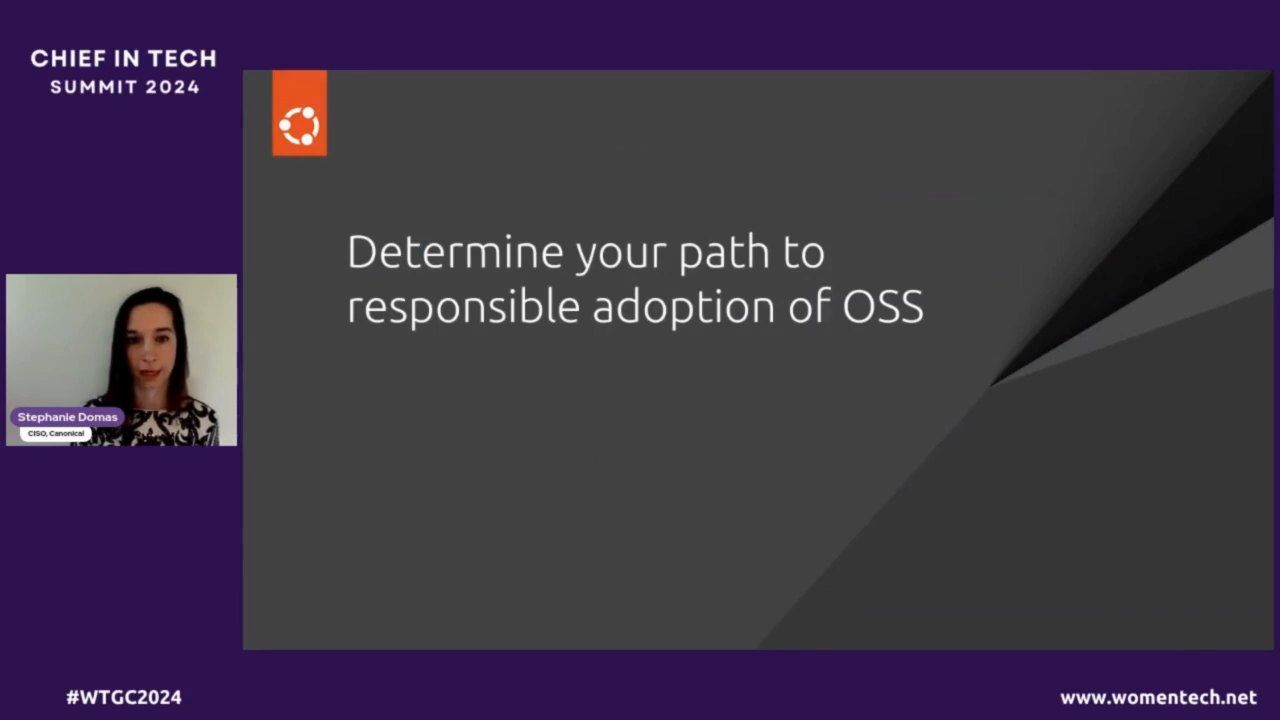 CHIEF IN TECH
SUMMIT 2024
Determine your path to
responsible adoption of OSS
Stephanie Domas
CISO, Canonical
#WTGC2024
www.womentech.net